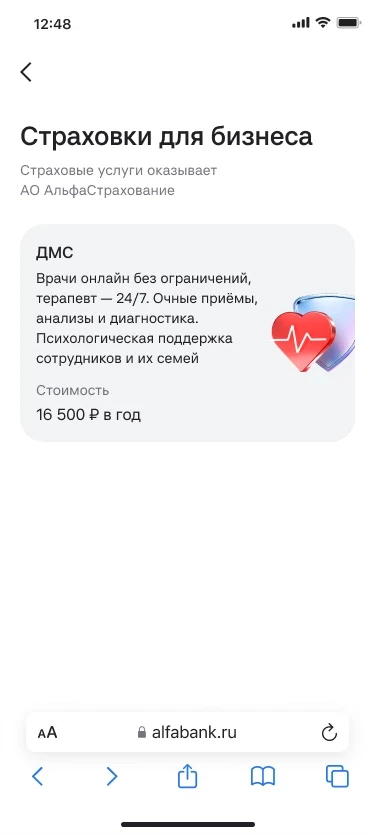 12:48
Страховки для бизнеса
Страховые услуги оказывает
АО АльфаСтрахование
ДМС
Врачи онлайн без ограничений,
терапевт — 24/7. Очные приёмы,
анализы и диагностика.
Психологическая поддержка
сотрудников и их семей
Стоимость
16 500 ₽ в год
AA alfabank.ru